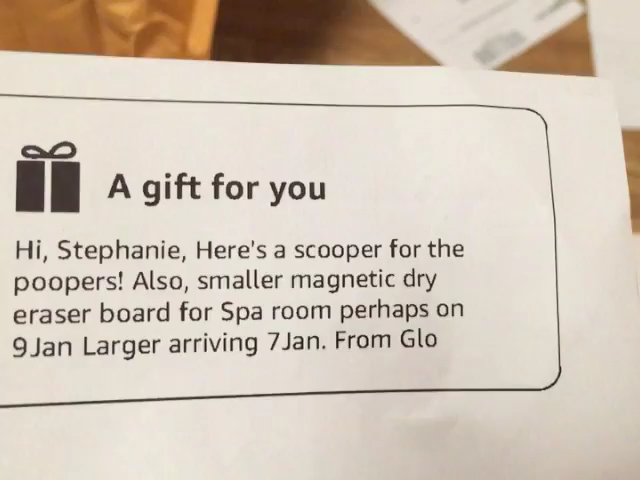 A gift for you
Hi, Stephanie, Here's a scooper for the
poopers! Also, smaller magnetic dry
eraser board for Spa room perhaps on
9Jan Larger arriving 7Jan. From Glo